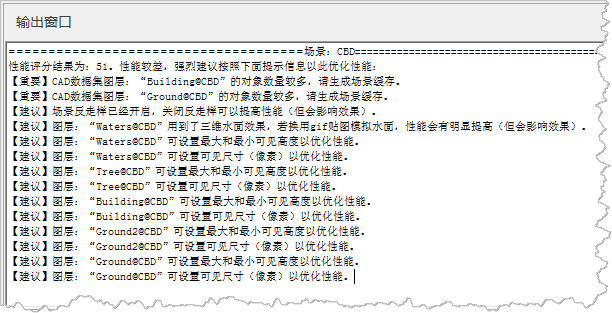 输出窗口
=====================================场景：CBD==========================================
性能评分结果为：51．性能较差，强烈建议按照下面提示信息以此优化性能：
【重要】CAD数据集图层：“Building@CBD”的对象数量较多，请生成场景缓存。
【重要】CAD数据集图层：“Ground@CBD”的对象数量较多，请生成场景缓存。
【建议】场景反走样已经开启，关闭反走样可以提高性能（但会影响效果）。
【建议】图层：“Waters@CBD”用到了三维水面效果，若换用gif贴图模拟水面，性能会有明显提高（但会影响效果）。
【建议】图层：“Waters@CBD”可设置最大和最小可见高度以优化性能。
【建议】图层：“Waters@CBD”可设置可见尺寸（像素）以优化性能。
【建议】图层：“Tree@CBD”可设置最大和最小可见高度以优化性能。
【建议】图层：“Tree@CBD”可设置可见尺寸（像素）以优化性能。
【建议】图层：“Building@CBD”可设置最大和最小可见高度以优化性能。
【建议】图层：“Building@CBD”可设置可见尺寸（像素）以优化性能。
【建议】图层：“Ground2@CBD”可设置最大和最小可见高度以优化性能。
【建议】图层：“Ground2@CBD”可设置可见尺寸（像素）以优化性能。
【建议】图层：“Ground@CBD”可设置最大和最小可见高度以优化性能。
【建议】图层：“Ground@CBD”可设置可见尺寸（像素）以优化性能。